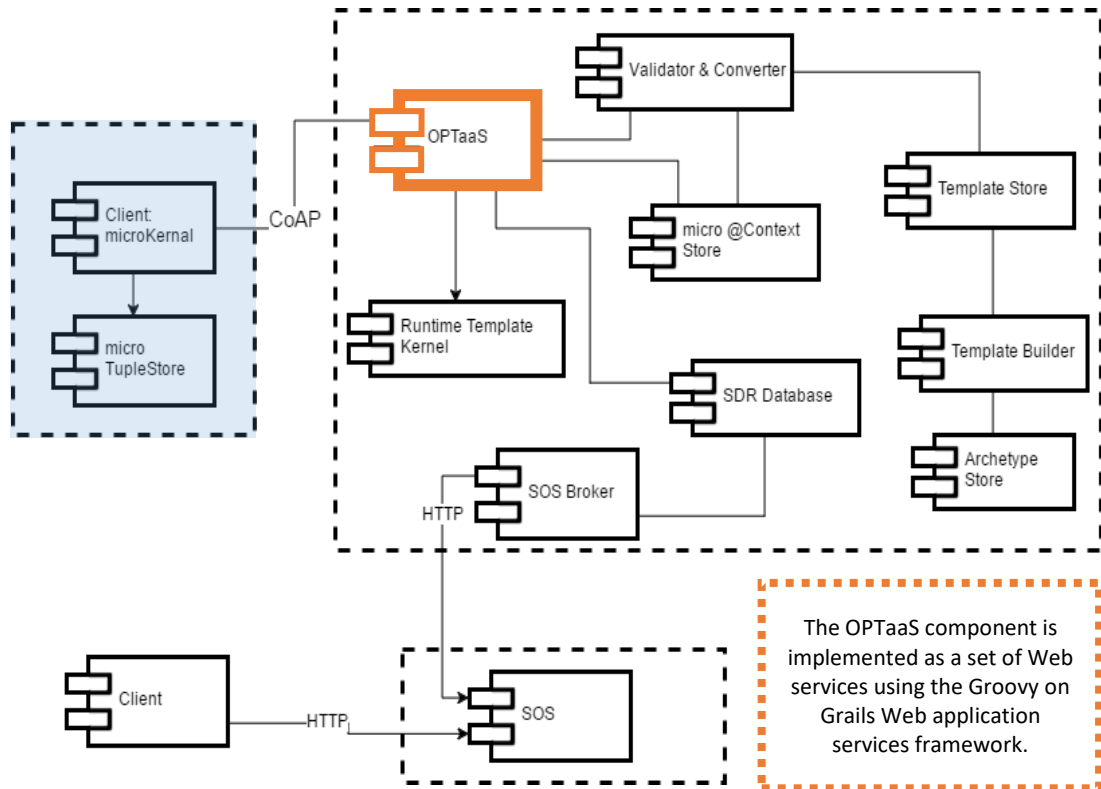 Validator & Converter
OPTaaS
Template Store
Client:
microKernal
CoAP
micro @Context
Store
Runtime Template
Kernel
micro
TupleStore
Template Builder
SDR Database
Archetype
Store
SOS Broker
HTTP
The OPTaaS component is
implemented as a set of Web
services using the Groovy on
Grails Web application
services framework.
Client
SOS
HTTP